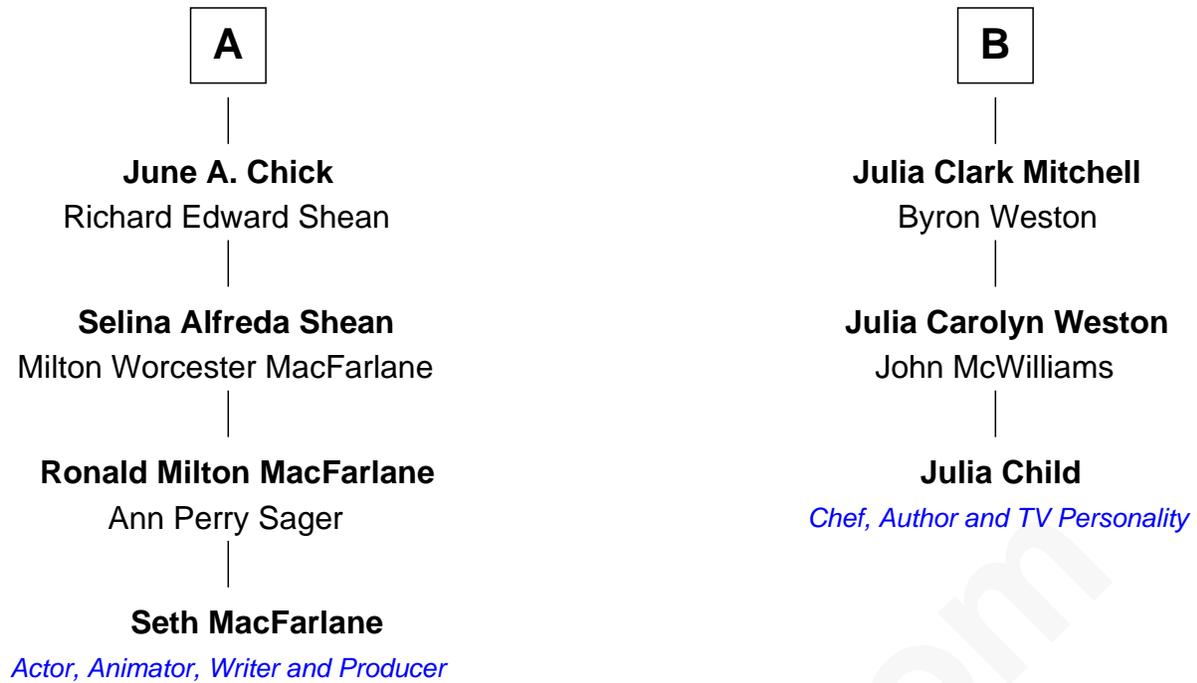 A
June A. Chick
Richard Edward Shean
Selina Alfreda Shean
Milton Worcester MacFarlane
Ronald Milton MacFarlane
Ann Perry Sager
Seth MacFarlane
Actor, Animator, Writer and Producer
B
Julia Clark Mitchell
Byron Weston
Julia Carolyn Weston
John McWilliams
Julia Child
Chef, Author and TV Personality
om